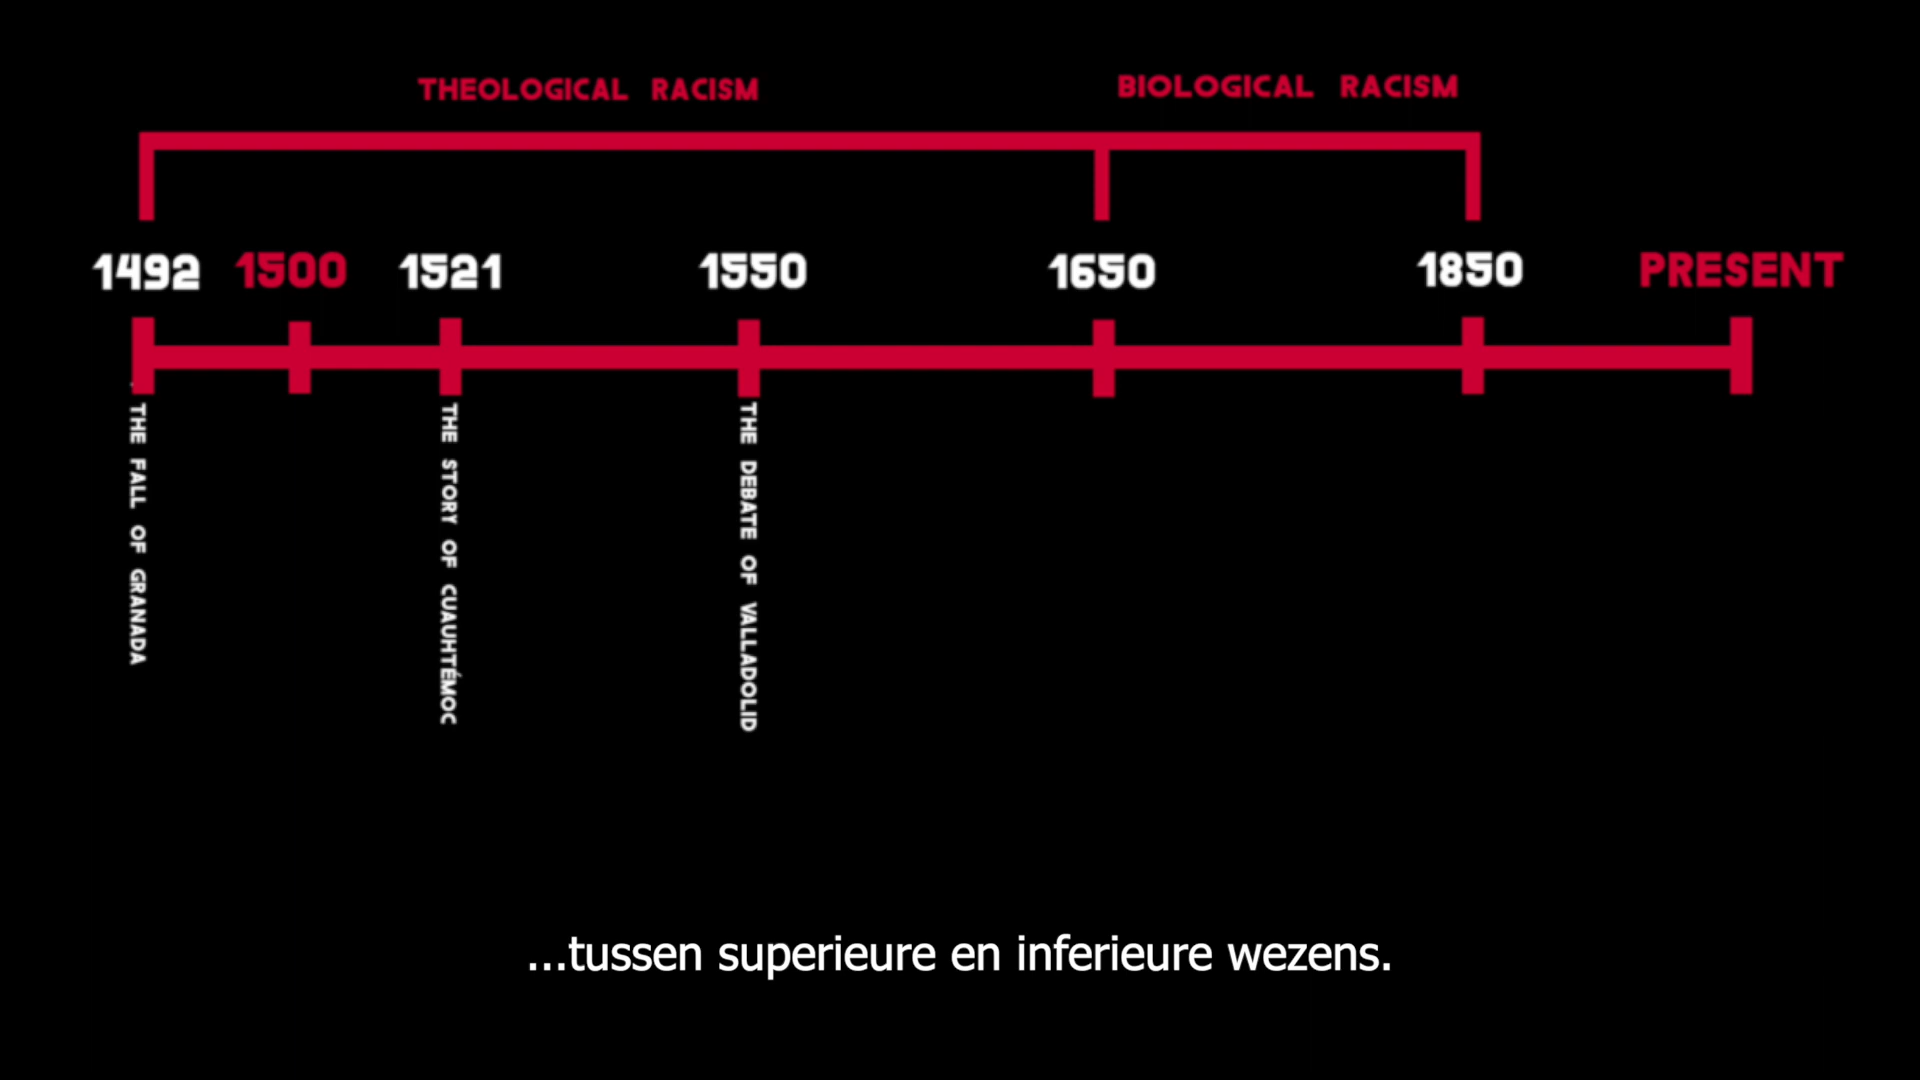 THEOLOGICAL RACISM
BIOLOGICAL RACISM
1492
1500
1521
1550
1650
1850
PRESENT
THE FALL OF GRANADA
THE STORY OF CUAUHTÉMOC
THE DEBATE OF VALLADOLID
...tussen superieure en inferieure wezens.